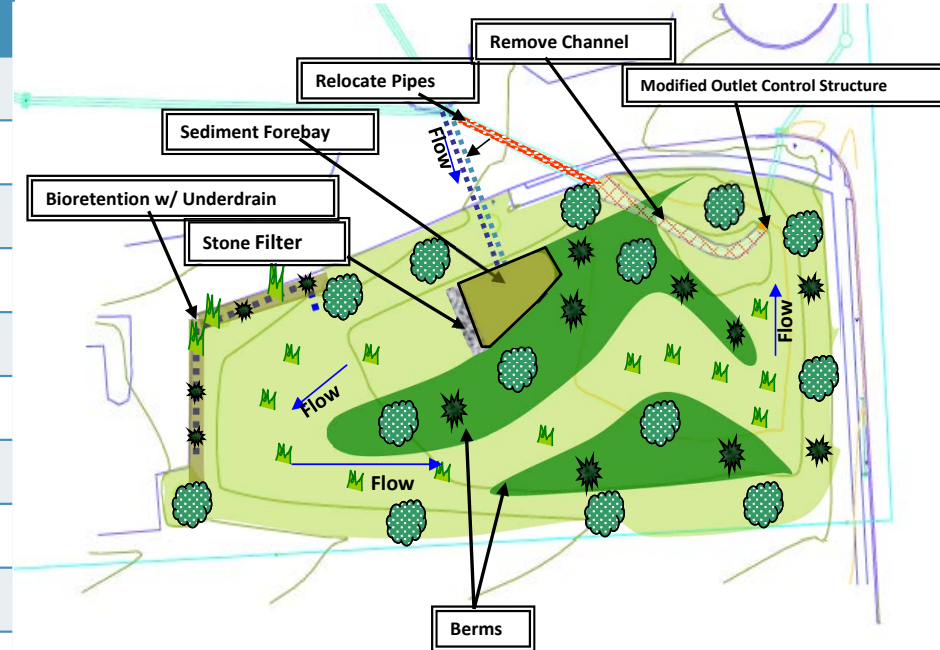 Remove Channel
Relocate Pipes
Modified Outlet Control Structure
Sediment Forebay
Flow
Bioretention w/ Underdrain
Stone Filter
Flow
Flow
Flow
Berms